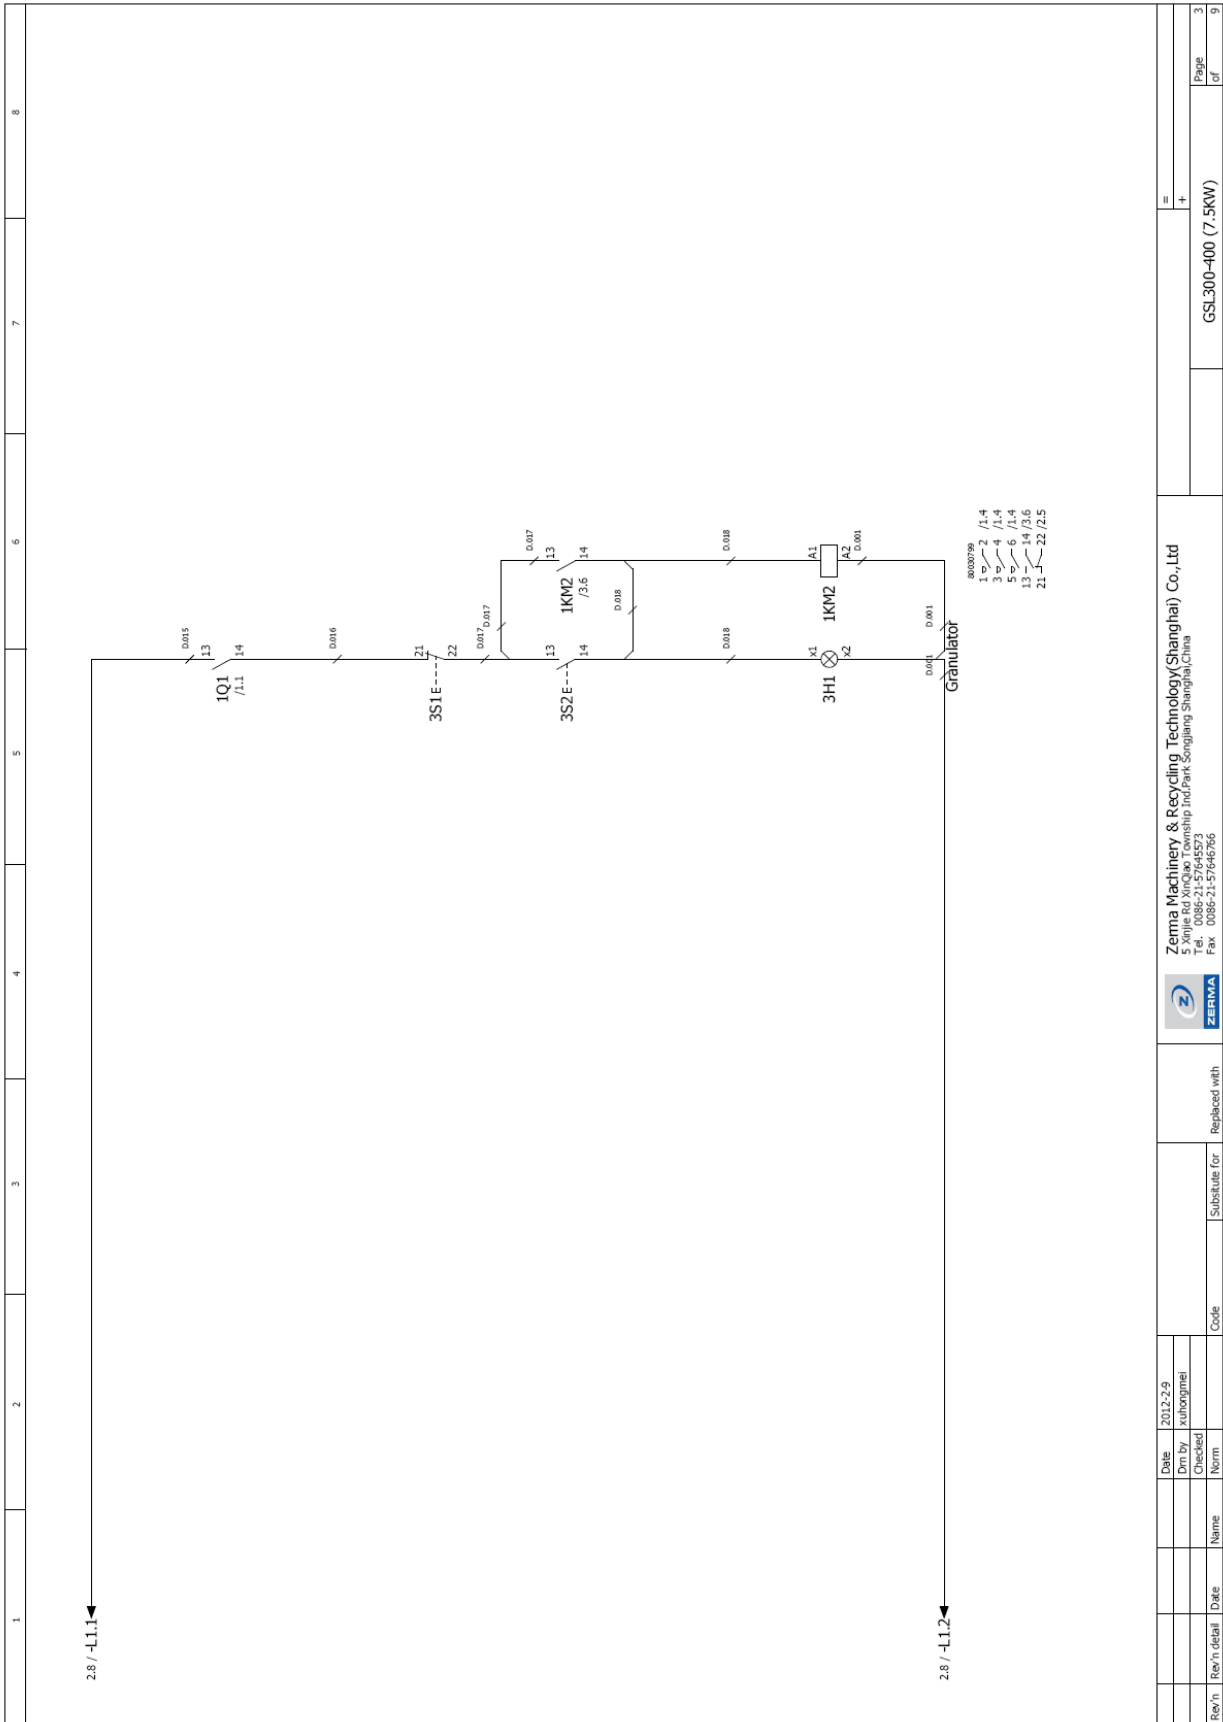 1
2
3
4
5
6
7
8
2.8 / -L1.1
D.015
13
14
1Q1
/1.1
D.016
21
22
3S1
D.017
D.017
D.017
13
14
3S2
13
14
1KM2
/3.6
D.018
D.018
D.018
x1
x2
3H1
A1
A2
1KM2
D.001
D.001
D.001
2.8 / -L1.2
Granulator
80030799
1 2 /1.4
3 4 /1.4
5 6 /1.4
13 14 /3.6
21 22 /2.5
Rev'n
Rev'n detail
Date
Name
Date
2012-2-9
Drn by
xuhongmei
Checked
Norm
Code
Subsitute for
Replaced with
Z
ZERMA
Zerma Machinery & Recycling Technology(Shanghai) Co.,Ltd
5 Xinjie Rd XinQiao Township Ind.Park Songjiang Shanghai,China
Tel. 0086-21-57645573
Fax 0086-21-57646766
GSL300-400 (7.5KW)
=
+
Page 3
of 9